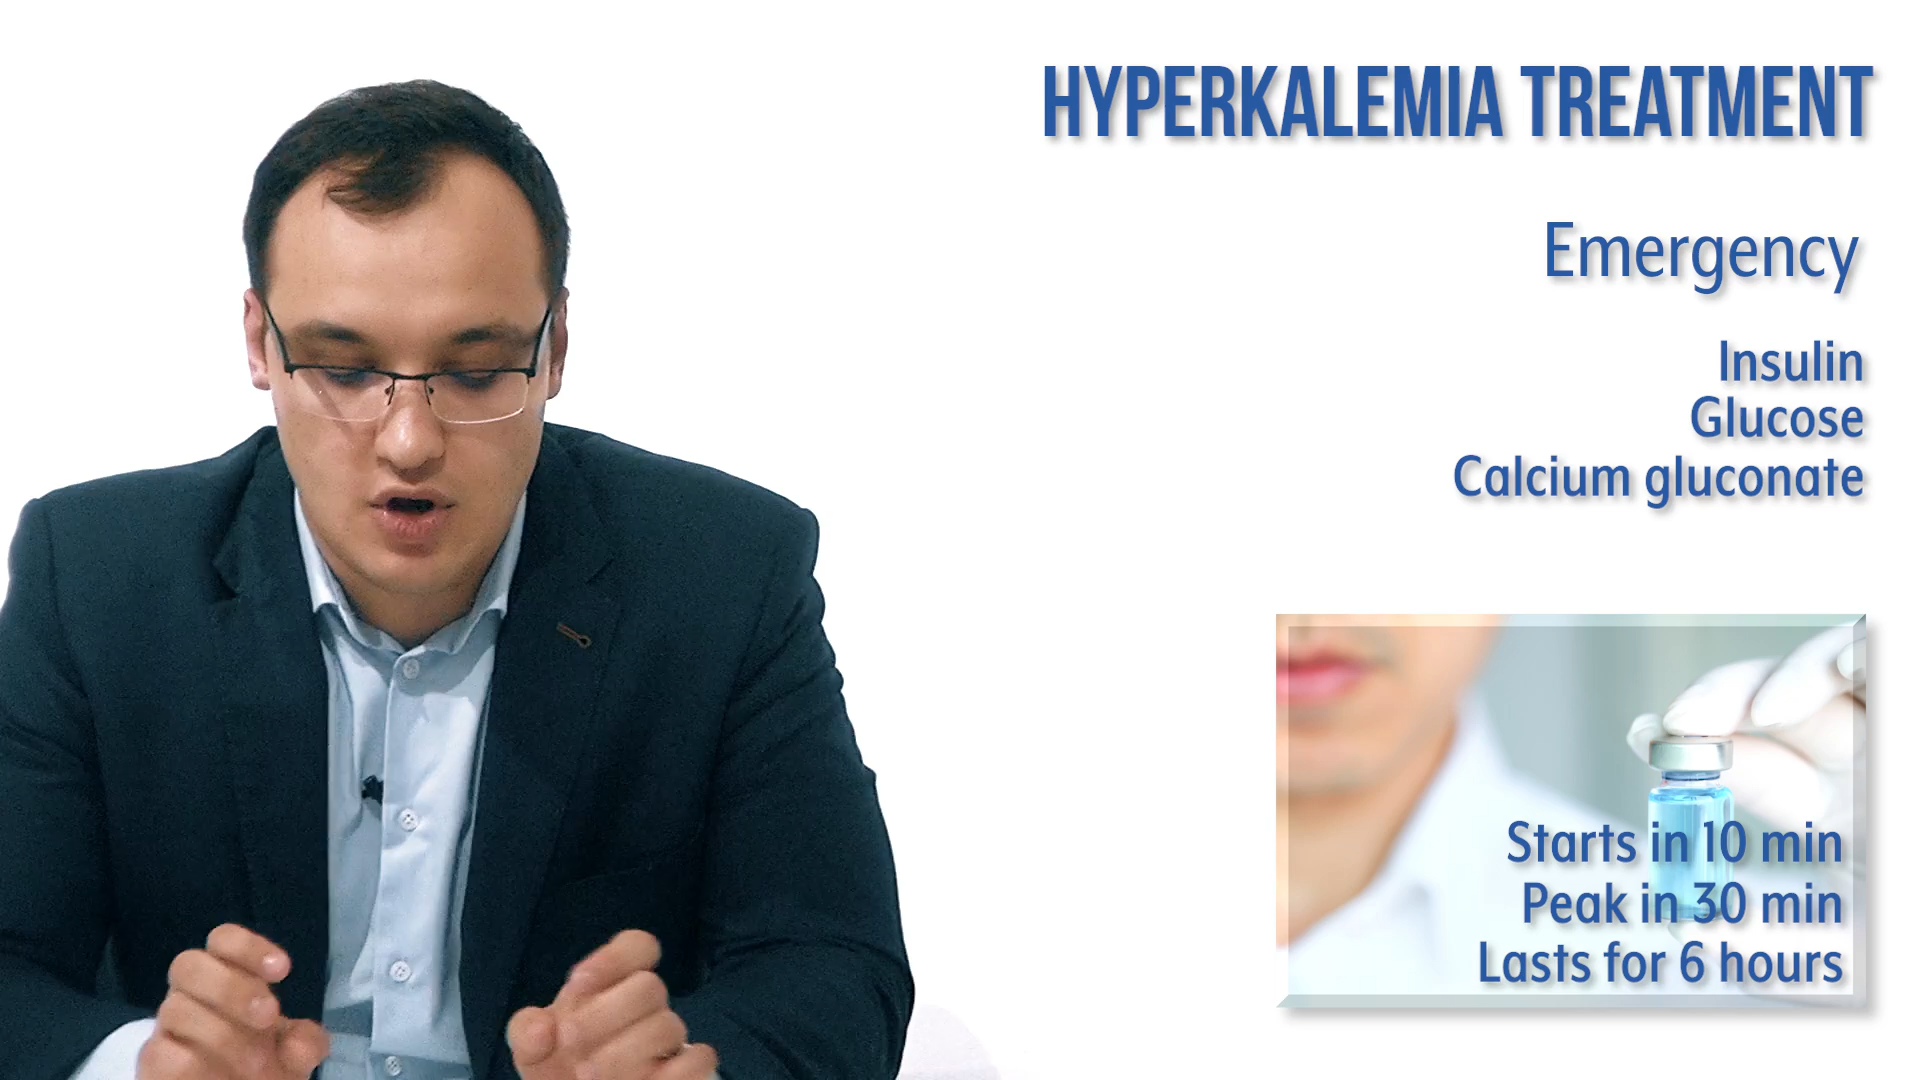 HYPERKALEMIA TREATMENT
Emergency
Insulin
Glucose
Calcium gluconate
Starts in 10 min
Peak in 30 min
Lasts for 6 hours